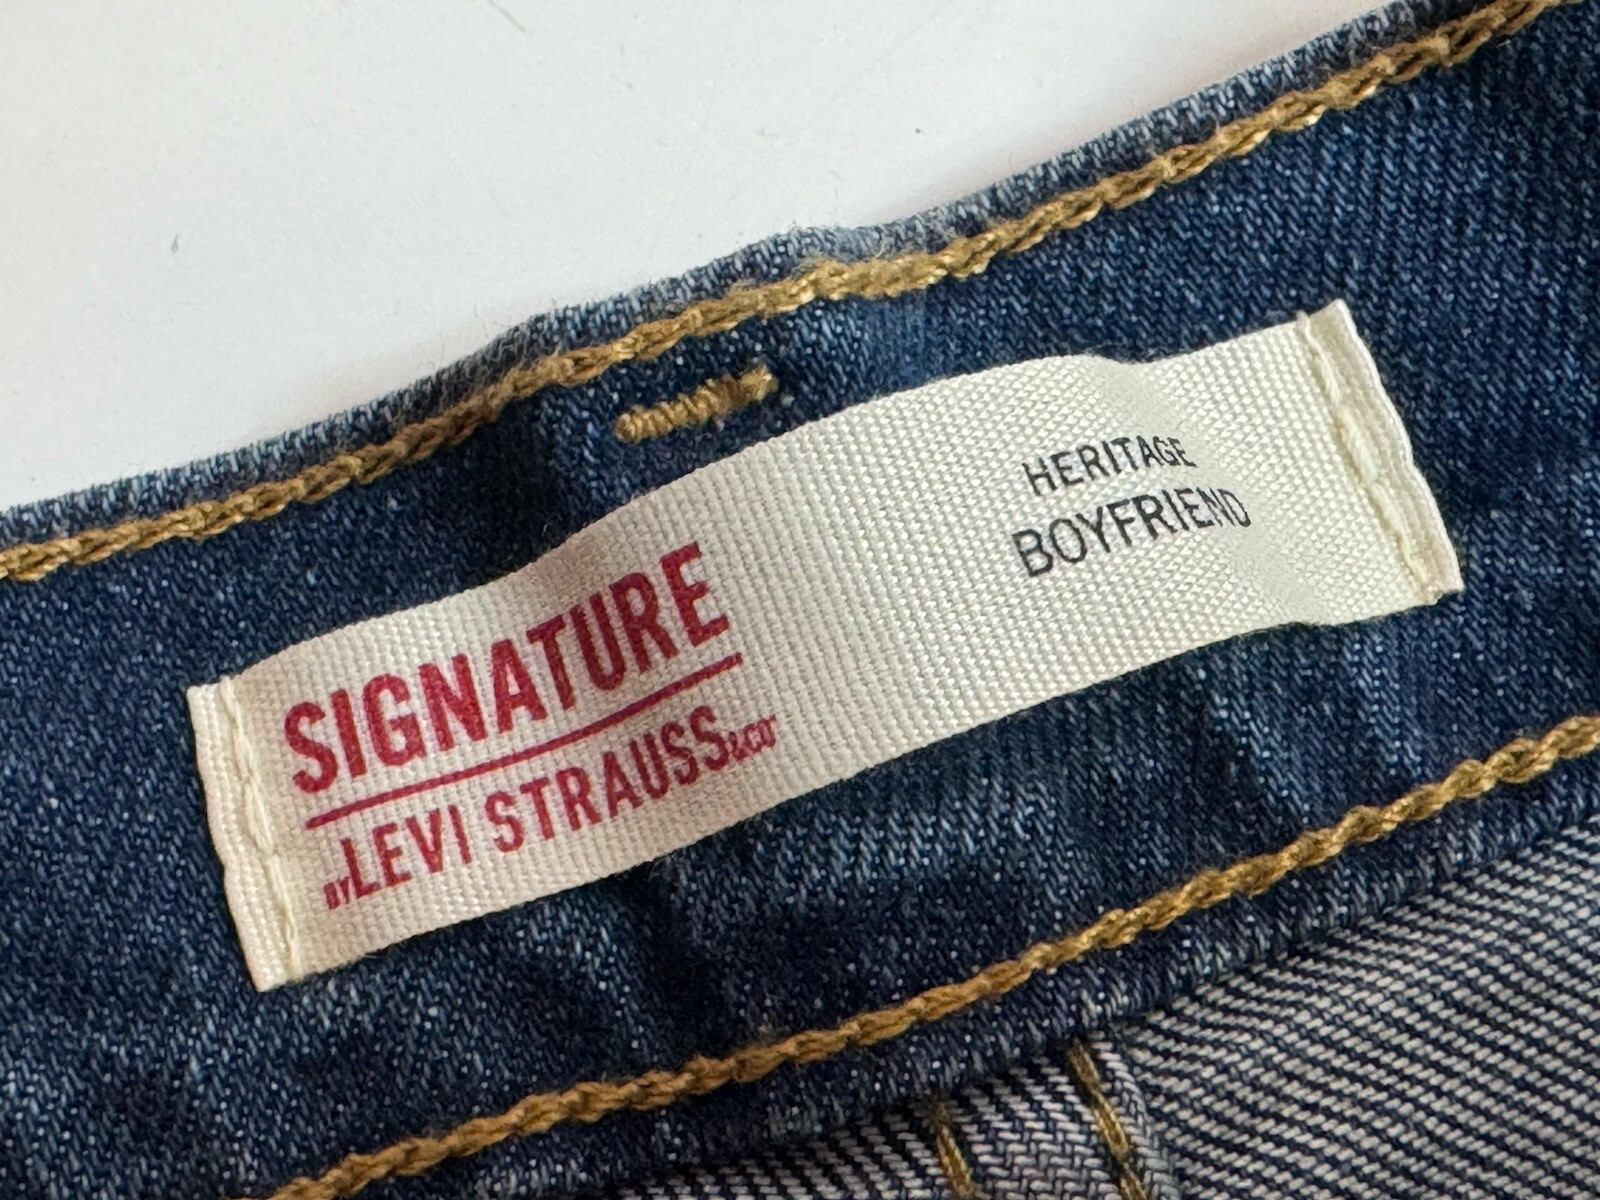 SIGNATURE
BY LEVI STRAUSS & CO
HERITAGE
BOYFRIEND